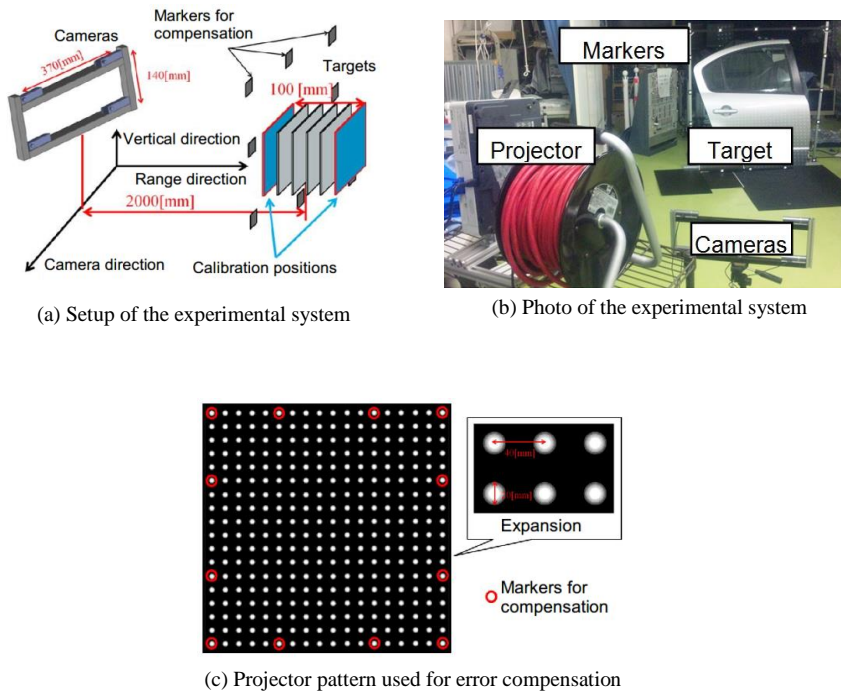 Markers for
compensation
Cameras
370[mm]
140[mm]
Targets
100 [mm]
Vertical direction
Range direction
2000[mm]
Camera direction
Calibration positions
(a) Setup of the experimental system
Markers
Projector
Target
Cameras
(b) Photo of the experimental system
40[mm]
[mm]
Expansion
Markers for
compensation
(c) Projector pattern used for error compensation